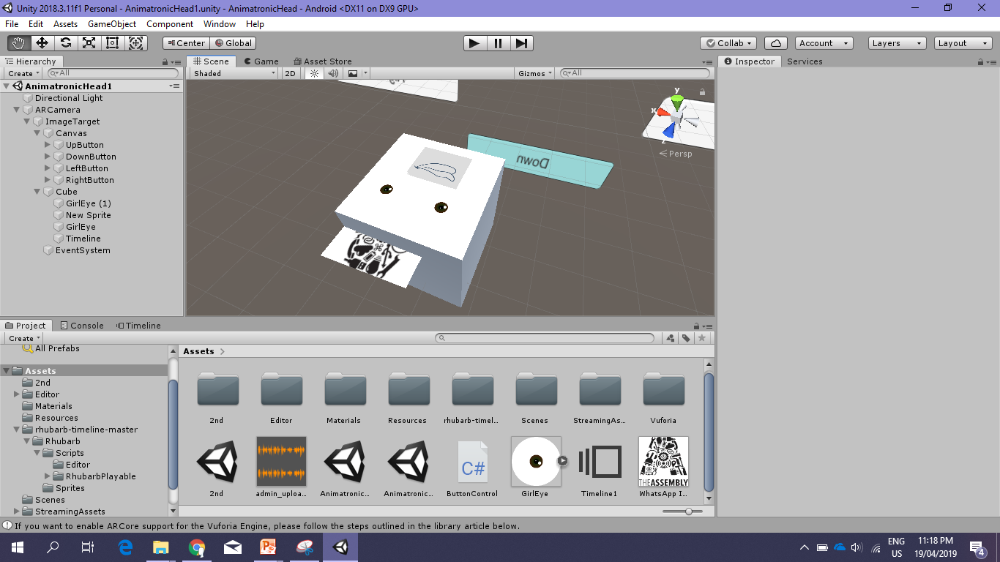 Unity 2018.3.11f1 Personal - AnimatronicHead1.unity - AnimatronicHead - Android <DX11 on DX9 GPU>
File Edit Assets GameObject Component Window Help
Center Global Collab Account Layers Layout
Hierarchy
Create All
AnimatronicHead1
Directional Light
ARCamera
ImageTarget
Canvas
UpButton
DownButton
LeftButton
RightButton
Cube
GirlEye (1)
New Sprite
GirlEye
Timeline
EventSystem
Scene Game Asset Store
Shaded 2D Gizmos All
Down
y
x
z
Persp
Inspector Services
Project Console Timeline
Create
All Prefabs
Assets
2nd
Editor
Materials
Resources
rhubarb-timeline-master
Rhubarb
Scripts
Editor
RhubarbPlayable
Sprites
Scenes
StreamingAssets
Assets
2nd Editor Materials Resources rhubarb-timel... Scenes StreamingAs... Vuforia
C#
THE ASSEMBLY
2nd admin_uploa... Animatronic... Animatronic... ButtonControl GirlEye Timeline1 WhatsApp I...
If you want to enable ARCore support for the Vuforia Engine, please follow the steps outlined in the library article below.
ENG
US
11:18 PM
19/04/2019
4